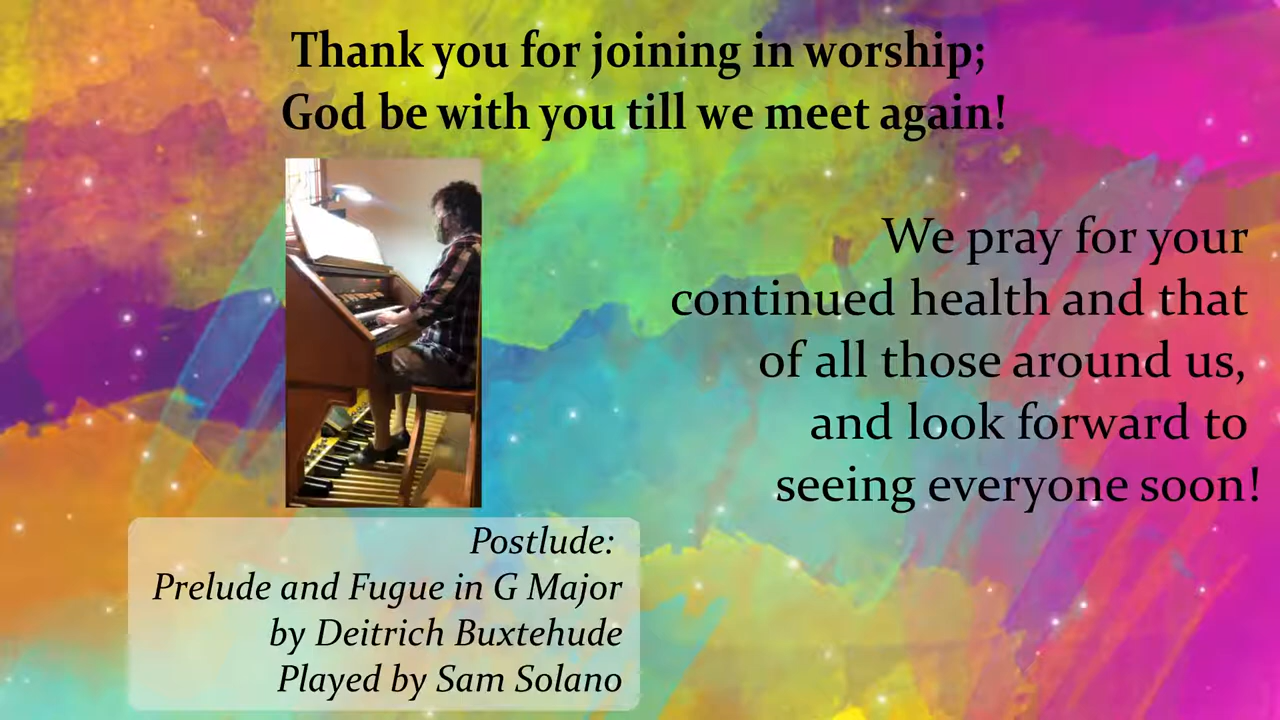 Thank you for joining in worship;
God be with you till we meet again!
We pray for your
continued health and that
of all those around us,
and look forward to
seeing everyone soon!
Postlude:
Prelude and Fugue in G Major
by Deitrich Buxtehude
Played by Sam Solano